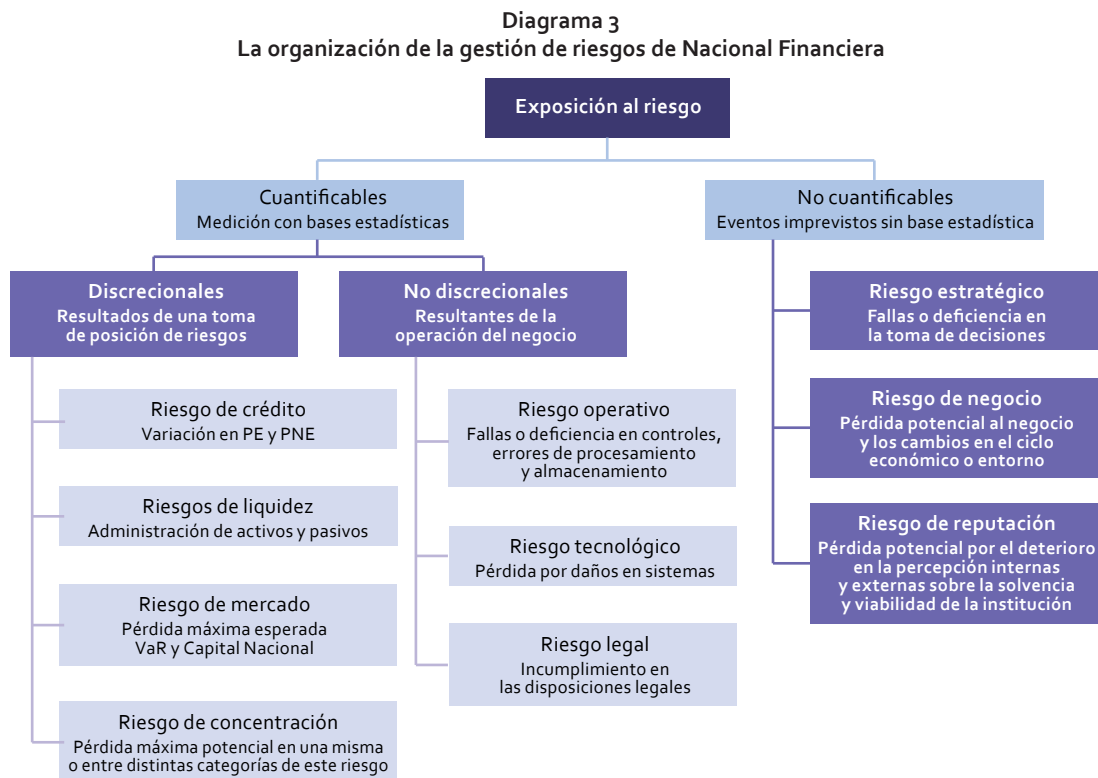 Diagrama 3
La organización de la gestión de riesgos de Nacional Financiera
Exposición al riesgo
Cuantificables
Medición con bases estadísticas
No cuantificables
Eventos imprevistos sin base estadística
Discrecionales
Resultados de una toma
de posición de riesgos
No discrecionales
Resultantes de la
operación del negocio
Riesgo de crédito
Variación en PE y PNE
Riesgos de liquidez
Administración de activos y pasivos
Riesgo de mercado
Pérdida máxima esperada
VaR y Capital Nacional
Riesgo de concentración
Pérdida máxima potencial en una misma
o entre distintas categorías de este riesgo
Riesgo operativo
Fallas o deficiencia en controles,
errores de procesamiento
y almacenamiento
Riesgo tecnológico
Pérdida por daños en sistemas
Riesgo legal
Incumplimiento en
las disposiciones legales
Riesgo estratégico
Fallas o deficiencia en
la toma de decisiones
Riesgo de negocio
Pérdida potencial al negocio
y los cambios en el ciclo
económico o entorno
Riesgo de reputación
Pérdida potencial por el deterioro
en la percepción internas
y externas sobre la solvencia
y viabilidad de la institución